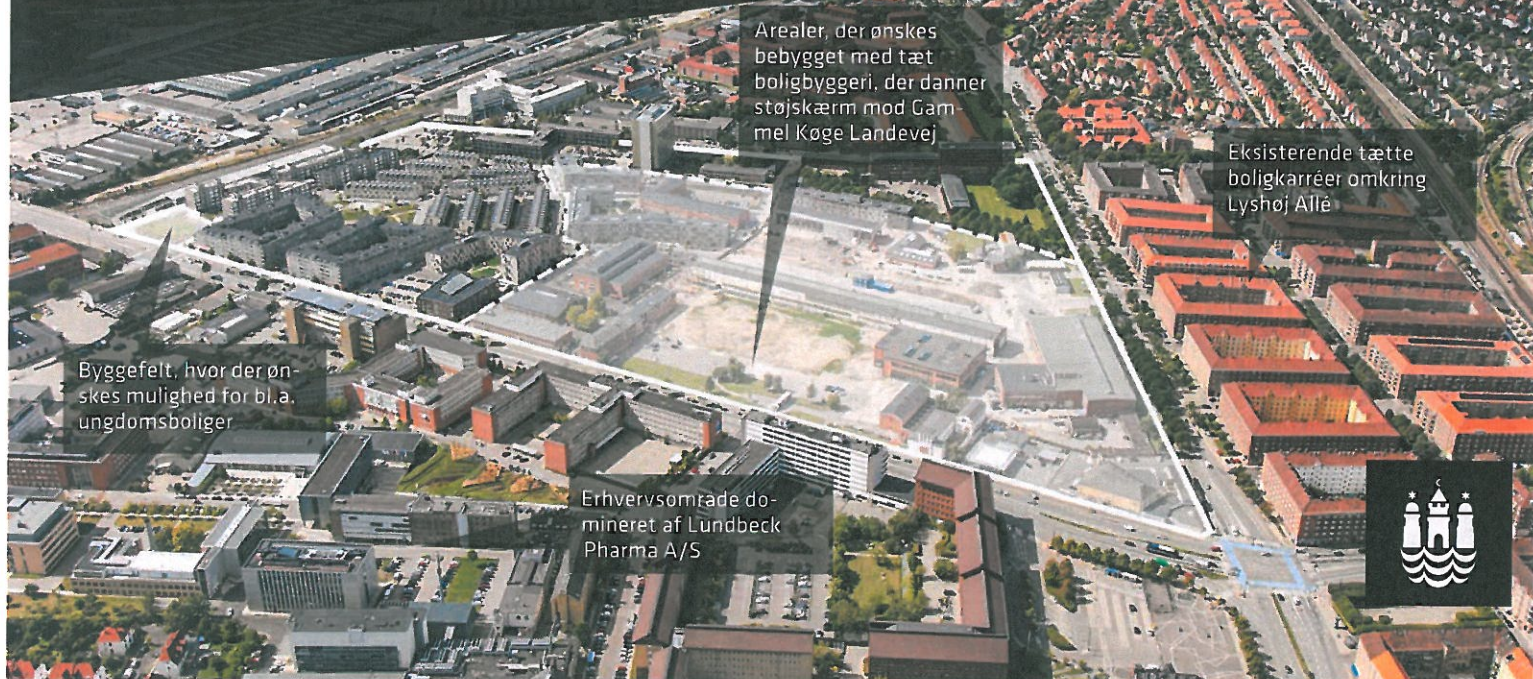 Arealer, der ønskes
bebygget med tæt
boligbyggeri, der danner
støjskærm mod Gam
mel Køge Landevej
Eksisterende tætte
boligkarréer omkring
Lyshøj Allé
Byggefelt, hvor der øn-
skes mulighed for bl.a.
ungdomsboliger
Erhvervsområde do-
mineret af Lundbeck
Pharma A/S